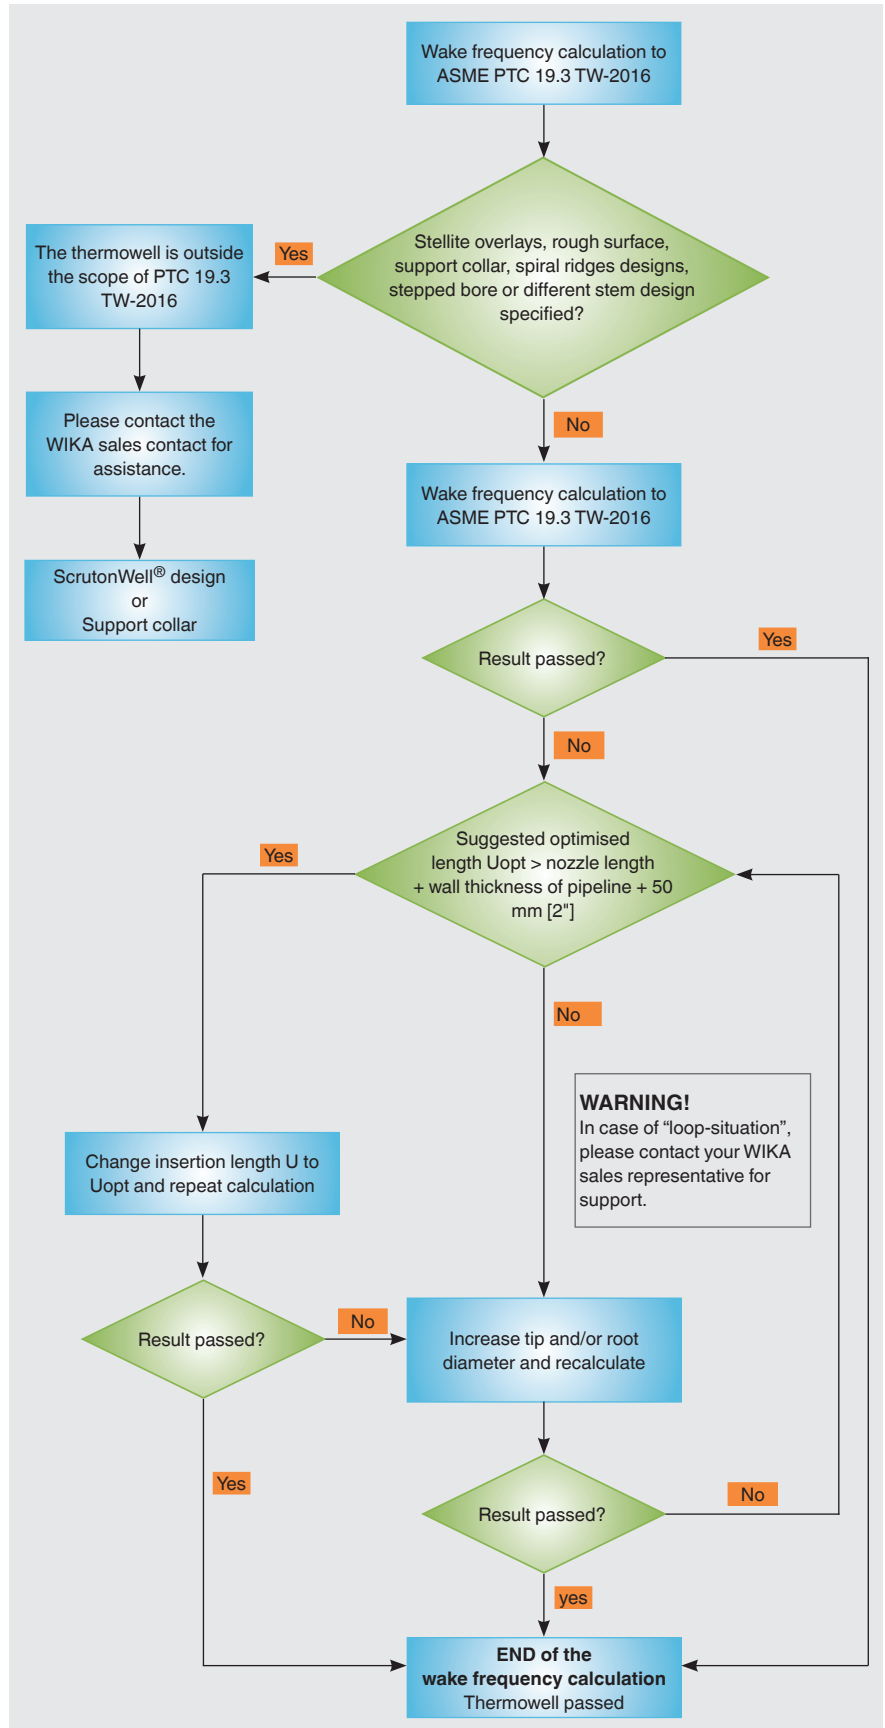 Wake frequency calculation to
ASME PTC 19.3 TW-2016
Stellite overlays, rough surface,
support collar, spiral ridges designs,
stepped bore or different stem design
specified?
Yes
The thermowell is outside
the scope of PTC 19.3
TW-2016
Please contact the
WIKA sales contact for
assistance.
ScrutonWell® design
or
Support collar
No
Wake frequency calculation to
ASME PTC 19.3 TW-2016
Result passed?
Yes
No
Suggested optimised
length Uopt > nozzle length
+ wall thickness of pipeline + 50
mm [2"]
Yes
No
WARNING!
In case of “loop-situation”,
please contact your WIKA
sales representative for
support.
Change insertion length U to
Uopt and repeat calculation
Result passed?
No
Increase tip and/or root
diameter and recalculate
Yes
Result passed?
No
yes
END of the
wake frequency calculation
Thermowell passed